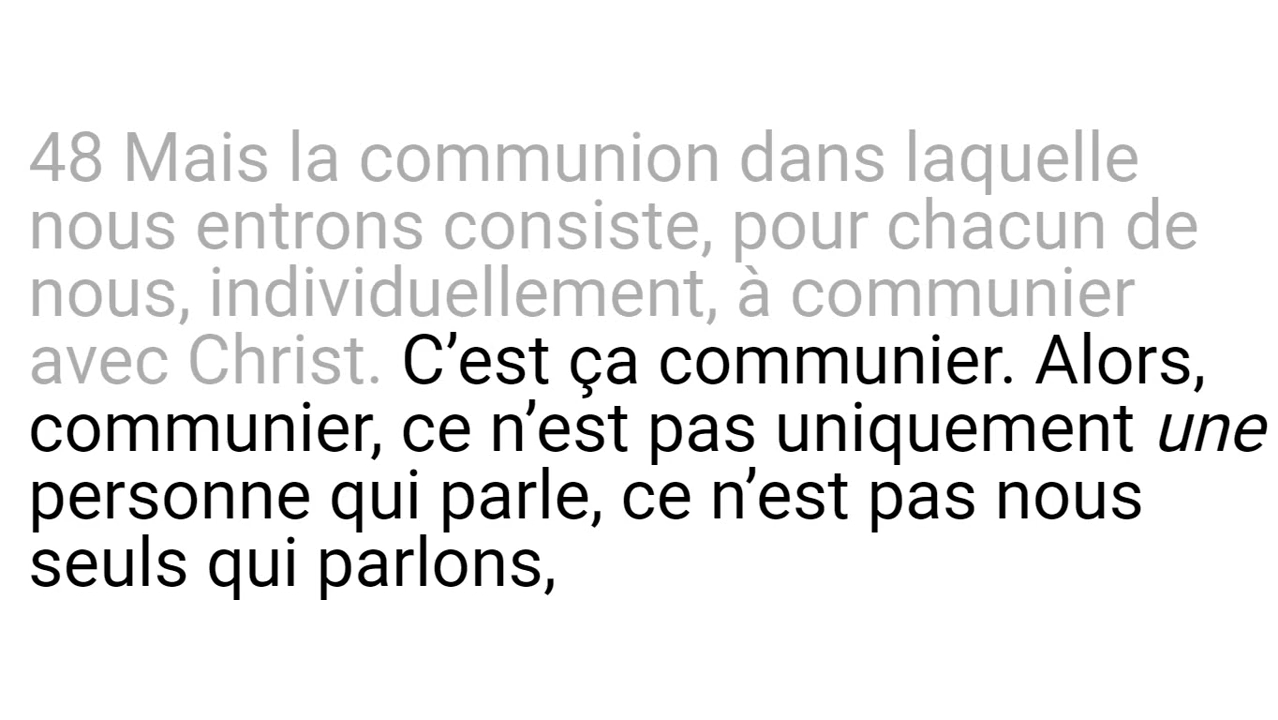 48 Mais la communion dans laquelle
nous entrons consiste, pour chacun de
nous, individuellement, à communier
avec Christ. C’est ça communier. Alors,
communier, ce n’est pas uniquement une
personne qui parle, ce n’est pas nous
seuls qui parlons,